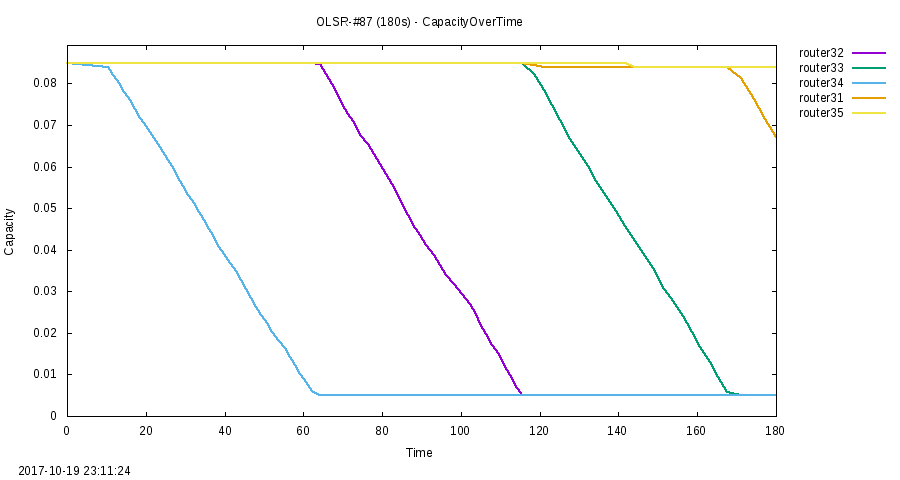 OLSR-#87 (180s) - CapacityOverTime
router32
router33
router34
router31
router35
0.08
0.07
0.06
0.05
0.04
0.03
0.02
0.01
0
Capacity
0 20 40 60 80 100 120 140 160 180
Time
2017-10-19 23:11:24